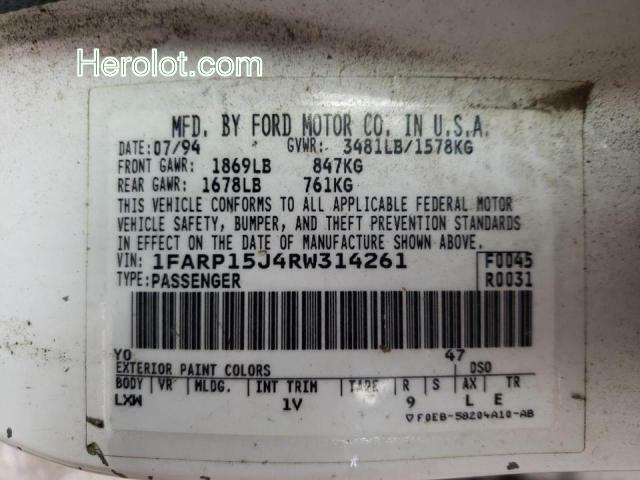 Herolot.com
MFD. BY FORD MOTOR CO. IN U.S.A.
DATE: 07/94 GVWR: 3481LB/1578KG
FRONT GAWR: 1869LB 847KG
REAR GAWR: 1678LB 761KG
THIS VEHICLE CONFORMS TO ALL APPLICABLE FEDERAL MOTOR
VEHICLE SAFETY, BUMPER, AND THEFT PREVENTION STANDARDS
IN EFFECT ON THE DATE OF MANUFACTURE SHOWN ABOVE.
VIN: 1FARP15J4RW314261 F0045
TYPE: PASSENGER R0031
YO 47
EXTERIOR PAINT COLORS DSO
BODY VR MLDG. INT TRIM TAPE R S AX TR
LXW 1V 9 L E
F0EB-58204A10-AB